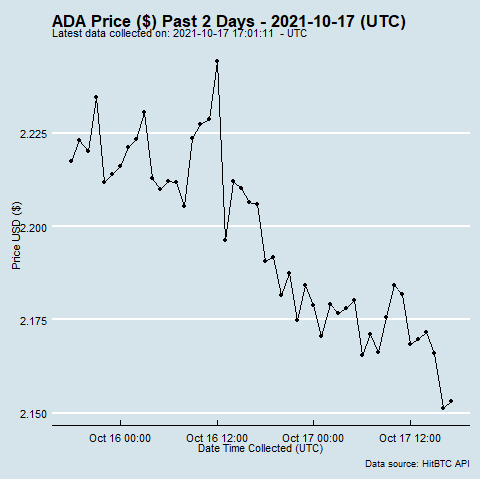 ADA Price ($) Past 2 Days - 2021-10-17 (UTC)
Latest data collected on: 2021-10-17 17:01:11  - UTC
Price USD ($)
2.225
2.200
2.175
2.150
Oct 16 00:00 Oct 16 12:00 Oct 17 00:00 Oct 17 12:00
Date Time Collected (UTC)
Data source: HitBTC API